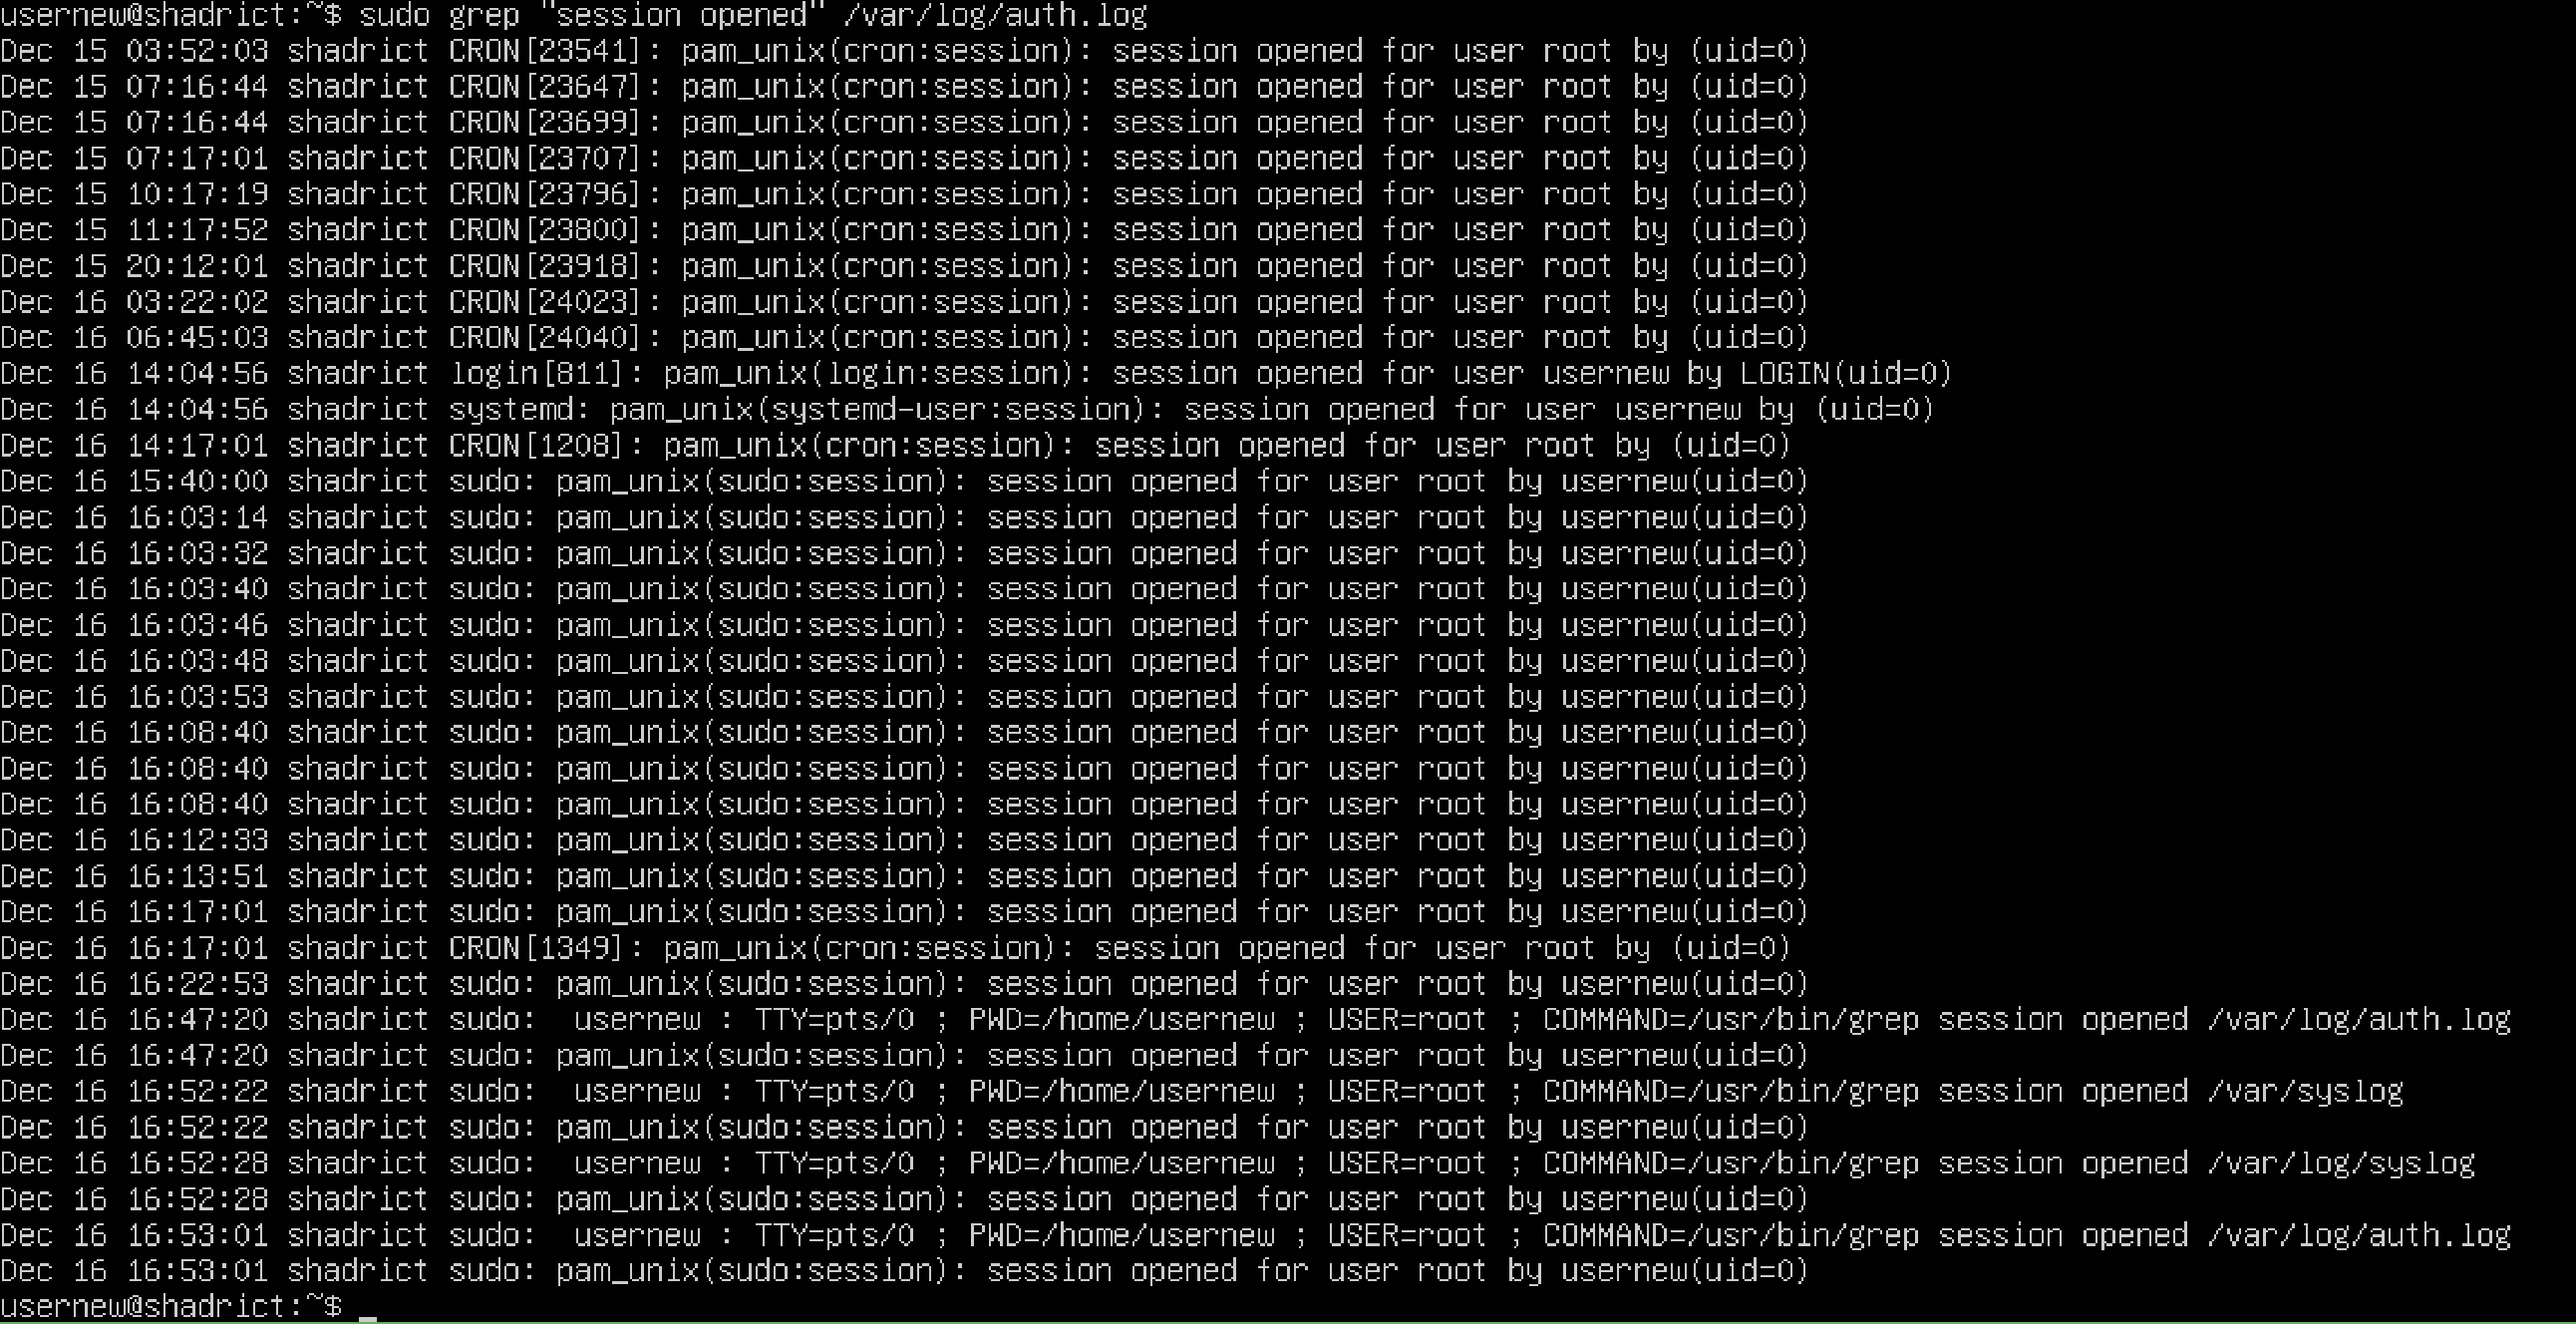 usernew@shadrict:~$ sudo grep "session opened" /var/log/auth.log
Dec 15 03:52:03 shadrict CRON[23541]: pam_unix(cron:session): session opened for user root by (uid=0)
Dec 15 07:16:44 shadrict CRON[23647]: pam_unix(cron:session): session opened for user root by (uid=0)
Dec 15 07:16:44 shadrict CRON[23699]: pam_unix(cron:session): session opened for user root by (uid=0)
Dec 15 07:17:01 shadrict CRON[23707]: pam_unix(cron:session): session opened for user root by (uid=0)
Dec 15 10:17:19 shadrict CRON[23796]: pam_unix(cron:session): session opened for user root by (uid=0)
Dec 15 11:17:52 shadrict CRON[23800]: pam_unix(cron:session): session opened for user root by (uid=0)
Dec 15 20:12:01 shadrict CRON[23918]: pam_unix(cron:session): session opened for user root by (uid=0)
Dec 16 03:22:02 shadrict CRON[24023]: pam_unix(cron:session): session opened for user root by (uid=0)
Dec 16 06:45:03 shadrict CRON[24040]: pam_unix(cron:session): session opened for user root by (uid=0)
Dec 16 14:04:56 shadrict login[811]: pam_unix(login:session): session opened for user usernew by LOGIN(uid=0)
Dec 16 14:04:56 shadrict systemd: pam_unix(systemd-user:session): session opened for user usernew by (uid=0)
Dec 16 14:17:01 shadrict CRON[1208]: pam_unix(cron:session): session opened for user root by (uid=0)
Dec 16 15:40:00 shadrict sudo: pam_unix(sudo:session): session opened for user root by usernew(uid=0)
Dec 16 16:03:14 shadrict sudo: pam_unix(sudo:session): session opened for user root by usernew(uid=0)
Dec 16 16:03:32 shadrict sudo: pam_unix(sudo:session): session opened for user root by usernew(uid=0)
Dec 16 16:03:40 shadrict sudo: pam_unix(sudo:session): session opened for user root by usernew(uid=0)
Dec 16 16:03:46 shadrict sudo: pam_unix(sudo:session): session opened for user root by usernew(uid=0)
Dec 16 16:03:48 shadrict sudo: pam_unix(sudo:session): session opened for user root by usernew(uid=0)
Dec 16 16:03:53 shadrict sudo: pam_unix(sudo:session): session opened for user root by usernew(uid=0)
Dec 16 16:08:40 shadrict sudo: pam_unix(sudo:session): session opened for user root by usernew(uid=0)
Dec 16 16:08:40 shadrict sudo: pam_unix(sudo:session): session opened for user root by usernew(uid=0)
Dec 16 16:08:40 shadrict sudo: pam_unix(sudo:session): session opened for user root by usernew(uid=0)
Dec 16 16:12:33 shadrict sudo: pam_unix(sudo:session): session opened for user root by usernew(uid=0)
Dec 16 16:13:51 shadrict sudo: pam_unix(sudo:session): session opened for user root by usernew(uid=0)
Dec 16 16:17:01 shadrict sudo: pam_unix(sudo:session): session opened for user root by usernew(uid=0)
Dec 16 16:17:01 shadrict CRON[1349]: pam_unix(cron:session): session opened for user root by (uid=0)
Dec 16 16:22:53 shadrict sudo: pam_unix(sudo:session): session opened for user root by usernew(uid=0)
Dec 16 16:47:20 shadrict sudo:  usernew : TTY=pts/0 ; PWD=/home/usernew ; USER=root ; COMMAND=/usr/bin/grep session opened /var/log/auth.log
Dec 16 16:47:20 shadrict sudo: pam_unix(sudo:session): session opened for user root by usernew(uid=0)
Dec 16 16:52:22 shadrict sudo:  usernew : TTY=pts/0 ; PWD=/home/usernew ; USER=root ; COMMAND=/usr/bin/grep session opened /var/syslog
Dec 16 16:52:22 shadrict sudo: pam_unix(sudo:session): session opened for user root by usernew(uid=0)
Dec 16 16:52:28 shadrict sudo:  usernew : TTY=pts/0 ; PWD=/home/usernew ; USER=root ; COMMAND=/usr/bin/grep session opened /var/log/syslog
Dec 16 16:52:28 shadrict sudo: pam_unix(sudo:session): session opened for user root by usernew(uid=0)
Dec 16 16:53:01 shadrict sudo:  usernew : TTY=pts/0 ; PWD=/home/usernew ; USER=root ; COMMAND=/usr/bin/grep session opened /var/log/auth.log
Dec 16 16:53:01 shadrict sudo: pam_unix(sudo:session): session opened for user root by usernew(uid=0)
usernew@shadrict:~$ _